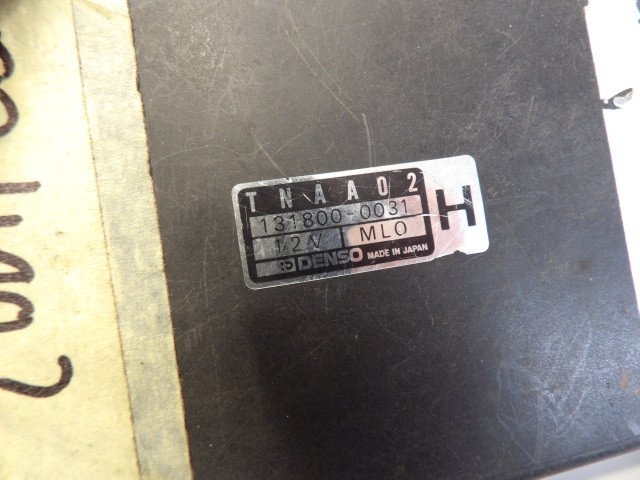 TNAA02
131800-0031
12V MLO
DENSO MADE IN JAPAN
H